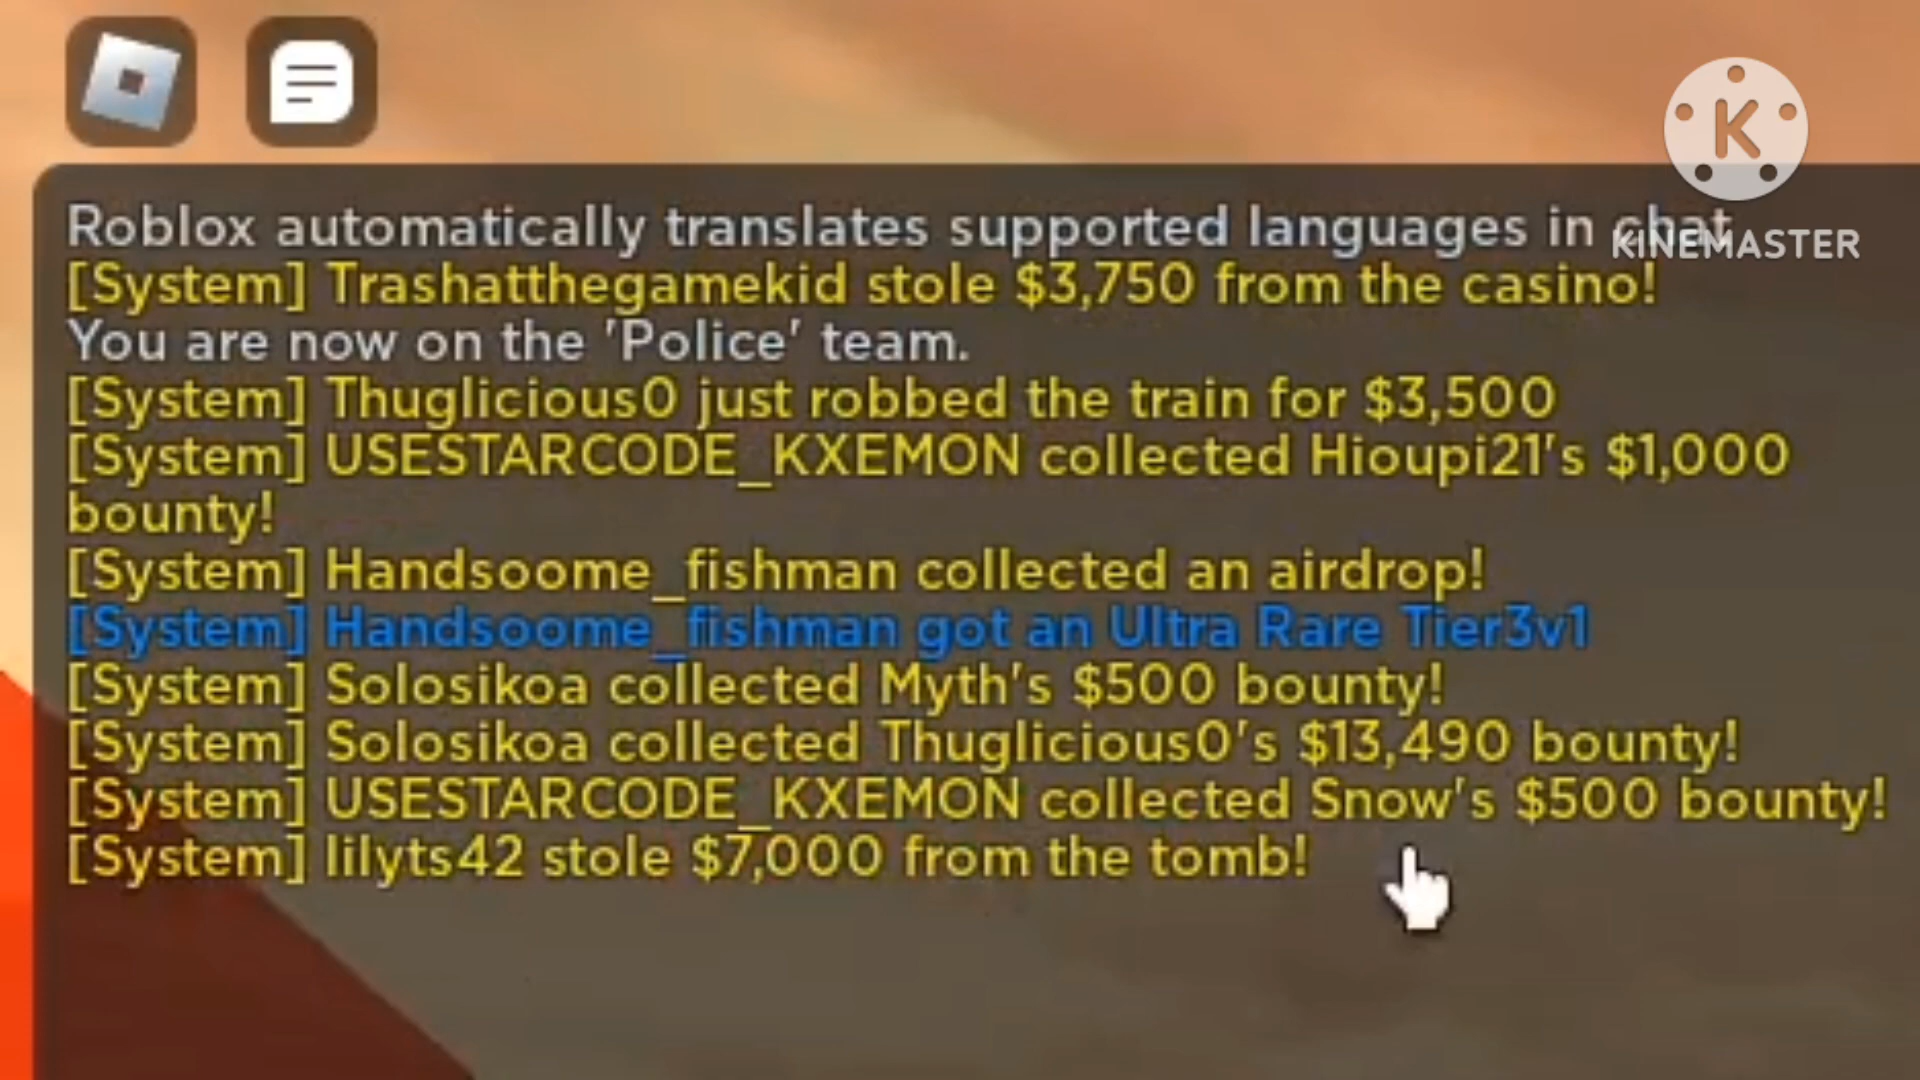 Roblox automatically translates supported languages in chat
KINEMASTER
[System] Trashatthegamekid stole $3,750 from the casino!
You are now on the 'Police' team.
[System] Thuglicious0 just robbed the train for $3,500
[System] USESTARCODE_KXEMON collected Hioupi21's $1,000
bounty!
[System] Handsoome_fishman collected an airdrop!
[System] Handsoome_fishman got an Ultra Rare Tier3v1
[System] Solosikoa collected Myth's $500 bounty!
[System] Solosikoa collected Thuglicious0's $13,490 bounty!
[System] USESTARCODE_KXEMON collected Snow's $500 bounty!
[System] lilyts42 stole $7,000 from the tomb!